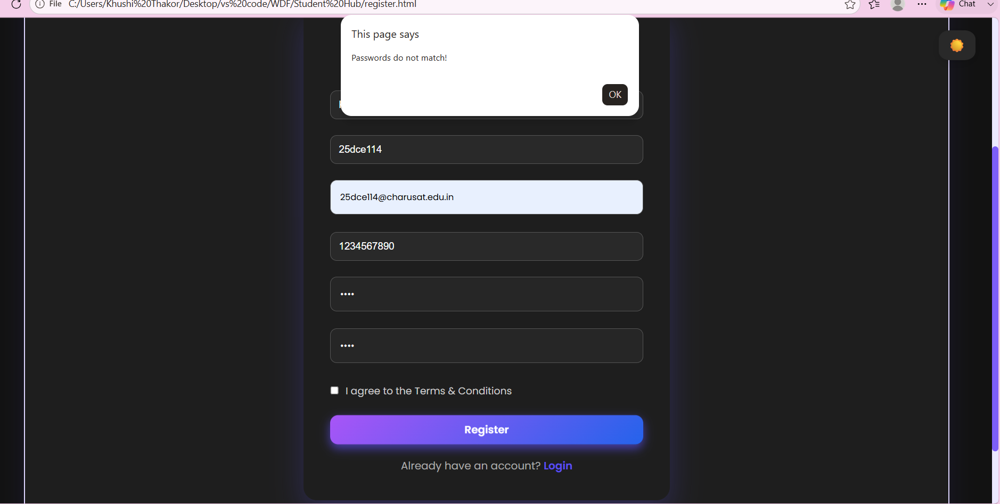 File C:/Users/Khushi%20Thakor/Desktop/vs%20code/WDF/Student%20Hub/register.html
Chat
This page says
Passwords do not match!
OK
25dce114
25dce114@charusat.edu.in
1234567890
••••
••••
I agree to the Terms & Conditions
Register
Already have an account? Login